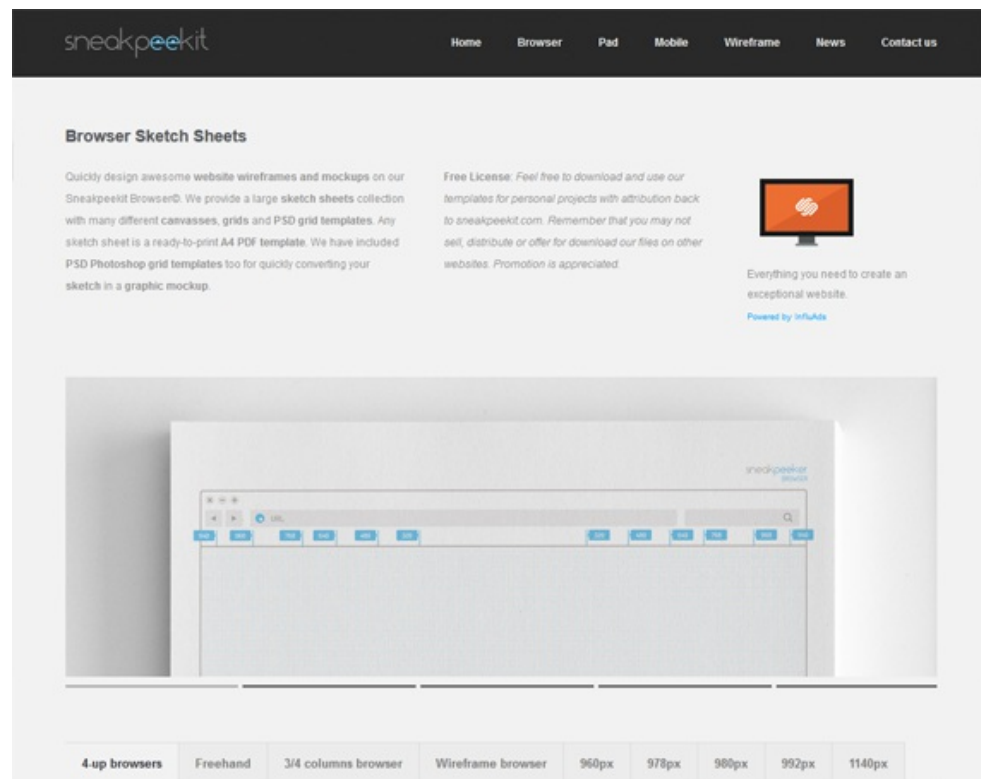 sneakpeekit
Home Browser Pad Mobile Wireframe News Contact us
Browser Sketch Sheets
Quickly design awesome website wireframes and mockups on our
Sneakpeekit Browser©. We provide a large sketch sheets collection
with many different canvasses, grids and PSD grid templates. Any
sketch sheet is a ready-to-print A4 PDF template. We have included
PSD Photoshop grid templates too for quickly converting your
sketch in a graphic mockup.
Free License: Feel free to download and use our
templates for personal projects with attribution back
to sneakpeekit.com. Remember that you may not
sell, distribute or offer for download our files on other
websites. Promotion is appreciated.
Everything you need to create an
exceptional website.
Powered by InfluAds
sneakpeeker
BROWSER
URL
4-up browsers Freehand 3/4 columns browser Wireframe browser 960px 978px 980px 992px 1140px